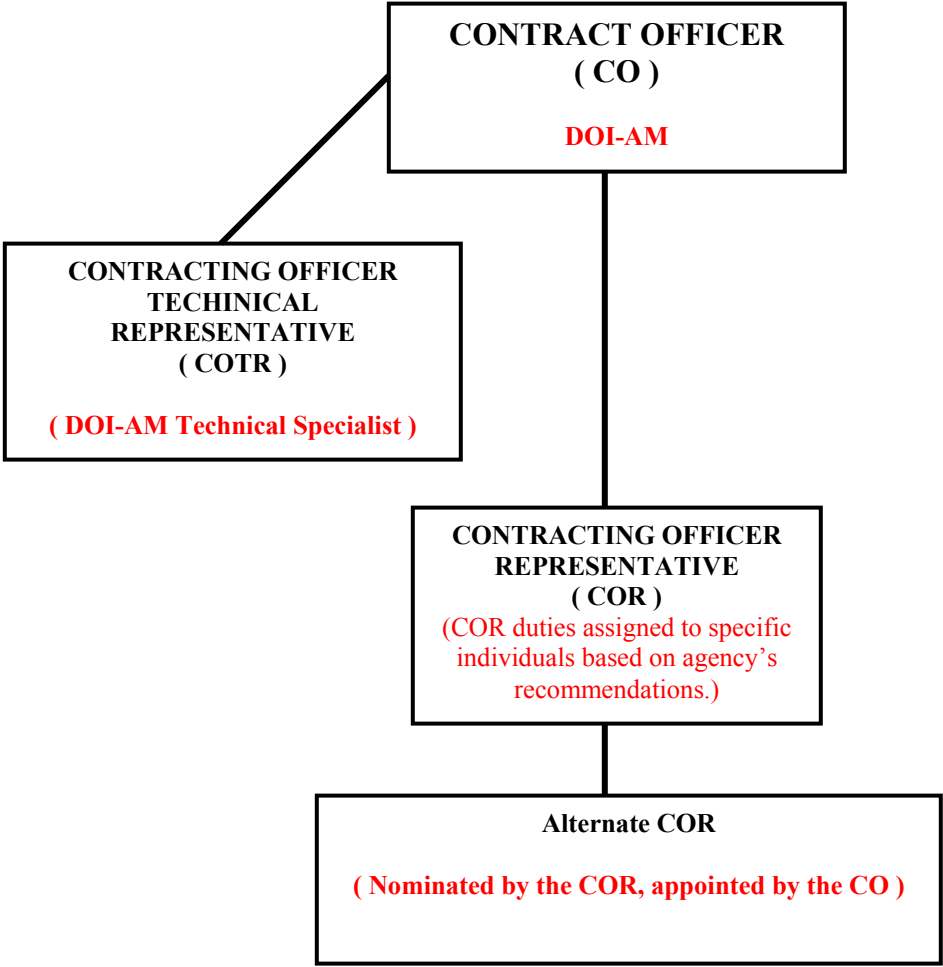 CONTRACT OFFICER
( CO )
DOI-AM
CONTRACTING OFFICER
TECHINICAL
REPRESENTATIVE
( COTR )
( DOI-AM Technical Specialist )
CONTRACTING OFFICER
REPRESENTATIVE
( COR )
(COR duties assigned to specific
individuals based on agency’s
recommendations.)
Alternate COR
( Nominated by the COR, appointed by the CO )